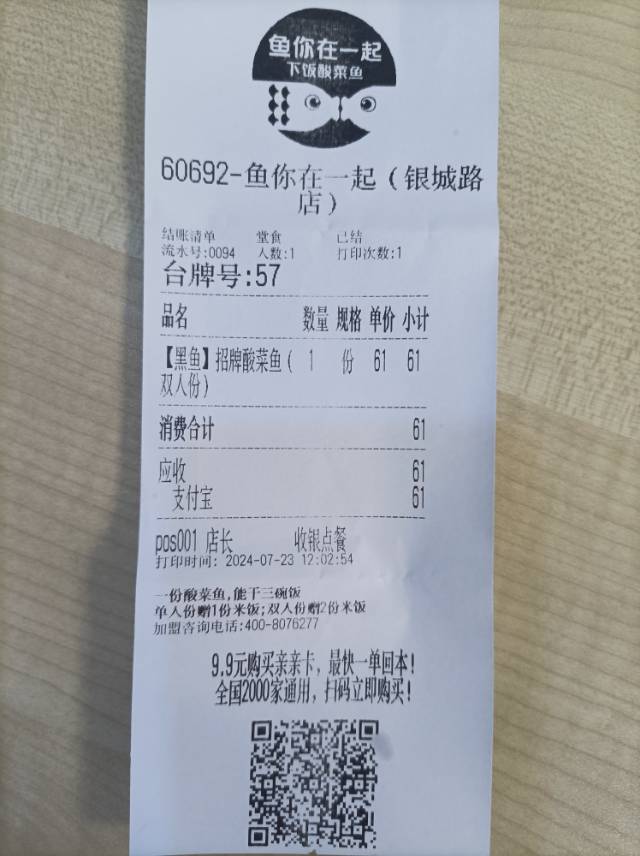 鱼你在一起
下饭酸菜鱼
60692-鱼你在一起（银城路
店）
结账清单 堂食 已结
流水号:0094 人数:1 打印次数:1
台牌号:57
品名 数量 规格 单价 小计
【黑鱼】招牌酸菜鱼( 1 份 61 61
双人份)
消费合计 61
应收 61
支付宝 61
pos001 店长 收银点餐
打印时间: 2024-07-23 12:02:54
一份酸菜鱼,能干三碗饭
单人份赠1份米饭;双人份赠2份米饭
加盟咨询电话:400-8076277
9.9元购买亲亲卡，最快一单回本!
全国2000家通用，扫码立即购买!